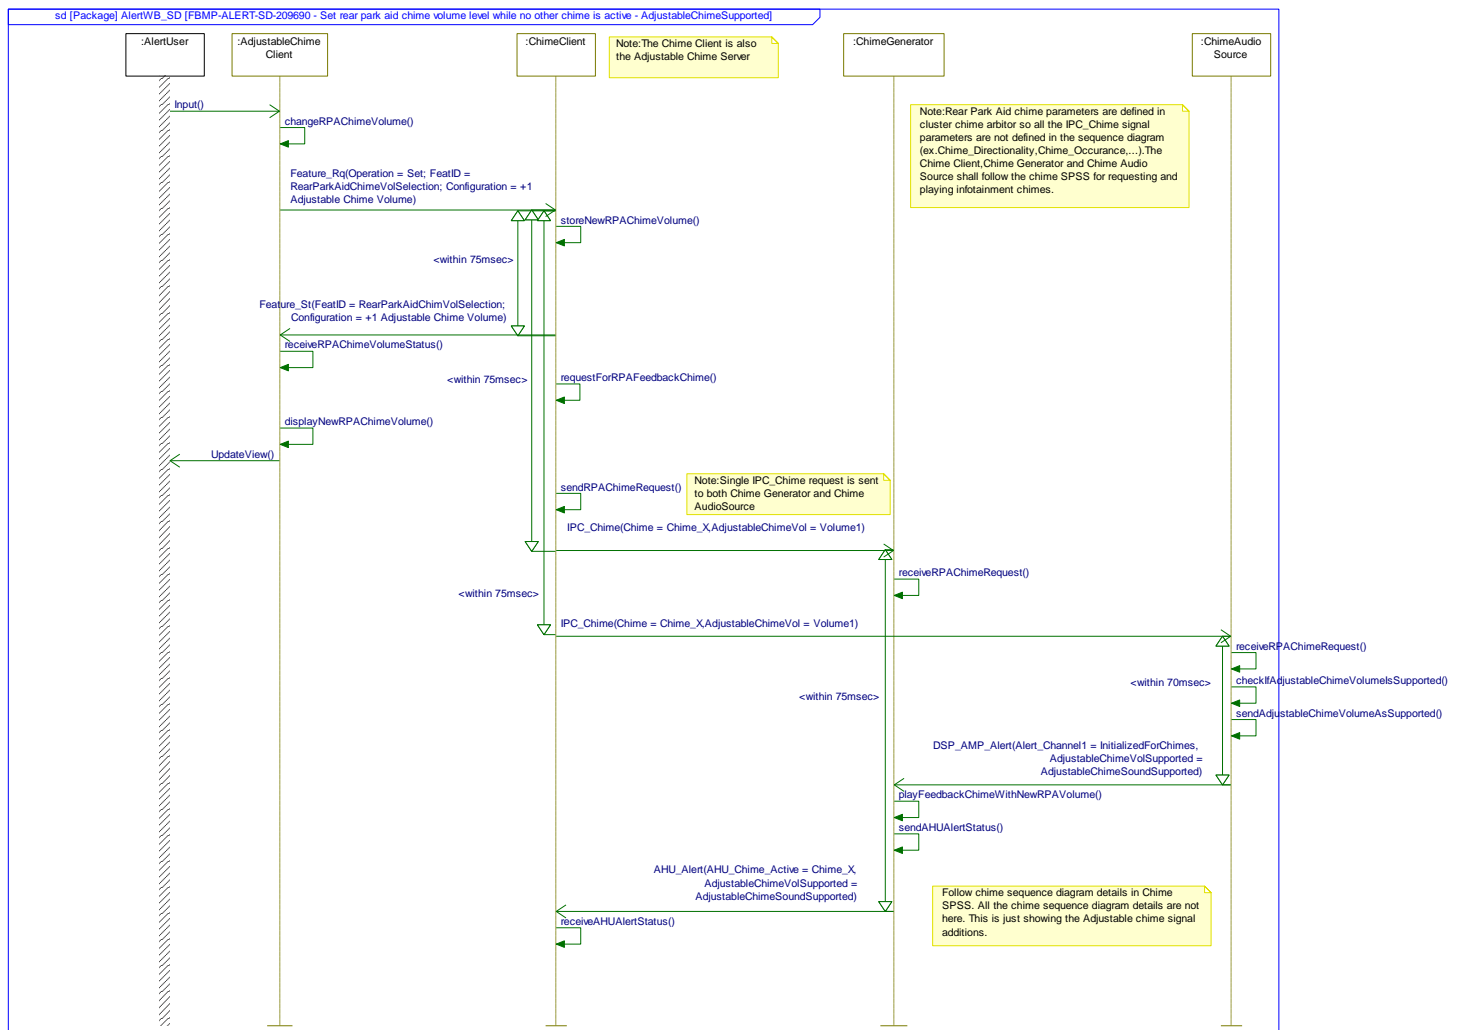 sd [Package] AlertWB_SD [FBMP-ALERT-SD-209690 - Set rear park aid chime volume level while no other chime is active - AdjustableChimeSupported]
:AlertUser
:AdjustableChime
Client
:ChimeClient
Note:The Chime Client is also
the Adjustable Chime Server
:ChimeGenerator
:ChimeAudio
Source
Input()
changeRPAChimeVolume()
Note:Rear Park Aid chime parameters are defined in
cluster chime arbitor so all the IPC_Chime signal
parameters are not defined in the sequence diagram
(ex.Chime_Directionality,Chime_Occurance,...).The
Chime Client,Chime Generator and Chime Audio
Source shall follow the chime SPSS for requesting and
playing infotainment chimes.
Feature_Rq(Operation = Set; FeatID =
RearParkAidChimeVolSelection; Configuration = +1
Adjustable Chime Volume)
storeNewRPAChimeVolume()
<within 75msec>
Feature_St(FeatID = RearParkAidChimVolSelection;
Configuration = +1 Adjustable Chime Volume)
receiveRPAChimeVolumeStatus()
<within 75msec>
requestForRPAFeedbackChime()
displayNewRPAChimeVolume()
UpdateView()
sendRPAChimeRequest()
Note:Single IPC_Chime request is sent
to both Chime Generator and Chime
AudioSource
IPC_Chime(Chime = Chime_X,AdjustableChimeVol = Volume1)
receiveRPAChimeRequest()
<within 75msec>
IPC_Chime(Chime = Chime_X,AdjustableChimeVol = Volume1)
receiveRPAChimeRequest()
<within 70msec>
checkIfAdjustableChimeVolumeIsSupported()
<within 75msec>
sendAdjustableChimeVolumeAsSupported()
DSP_AMP_Alert(Alert_Channel1 = InitializedForChimes,
AdjustableChimeVolSupported =
AdjustableChimeSoundSupported)
playFeedbackChimeWithNewRPAVolume()
sendAHUAlertStatus()
AHU_Alert(AHU_Chime_Active = Chime_X,
AdjustableChimeVolSupported =
AdjustableChimeSoundSupported)
Follow chime sequence diagram details in Chime
SPSS. All the chime sequence diagram details are not
here. This is just showing the Adjustable chime signal
additions.
receiveAHUAlertStatus()